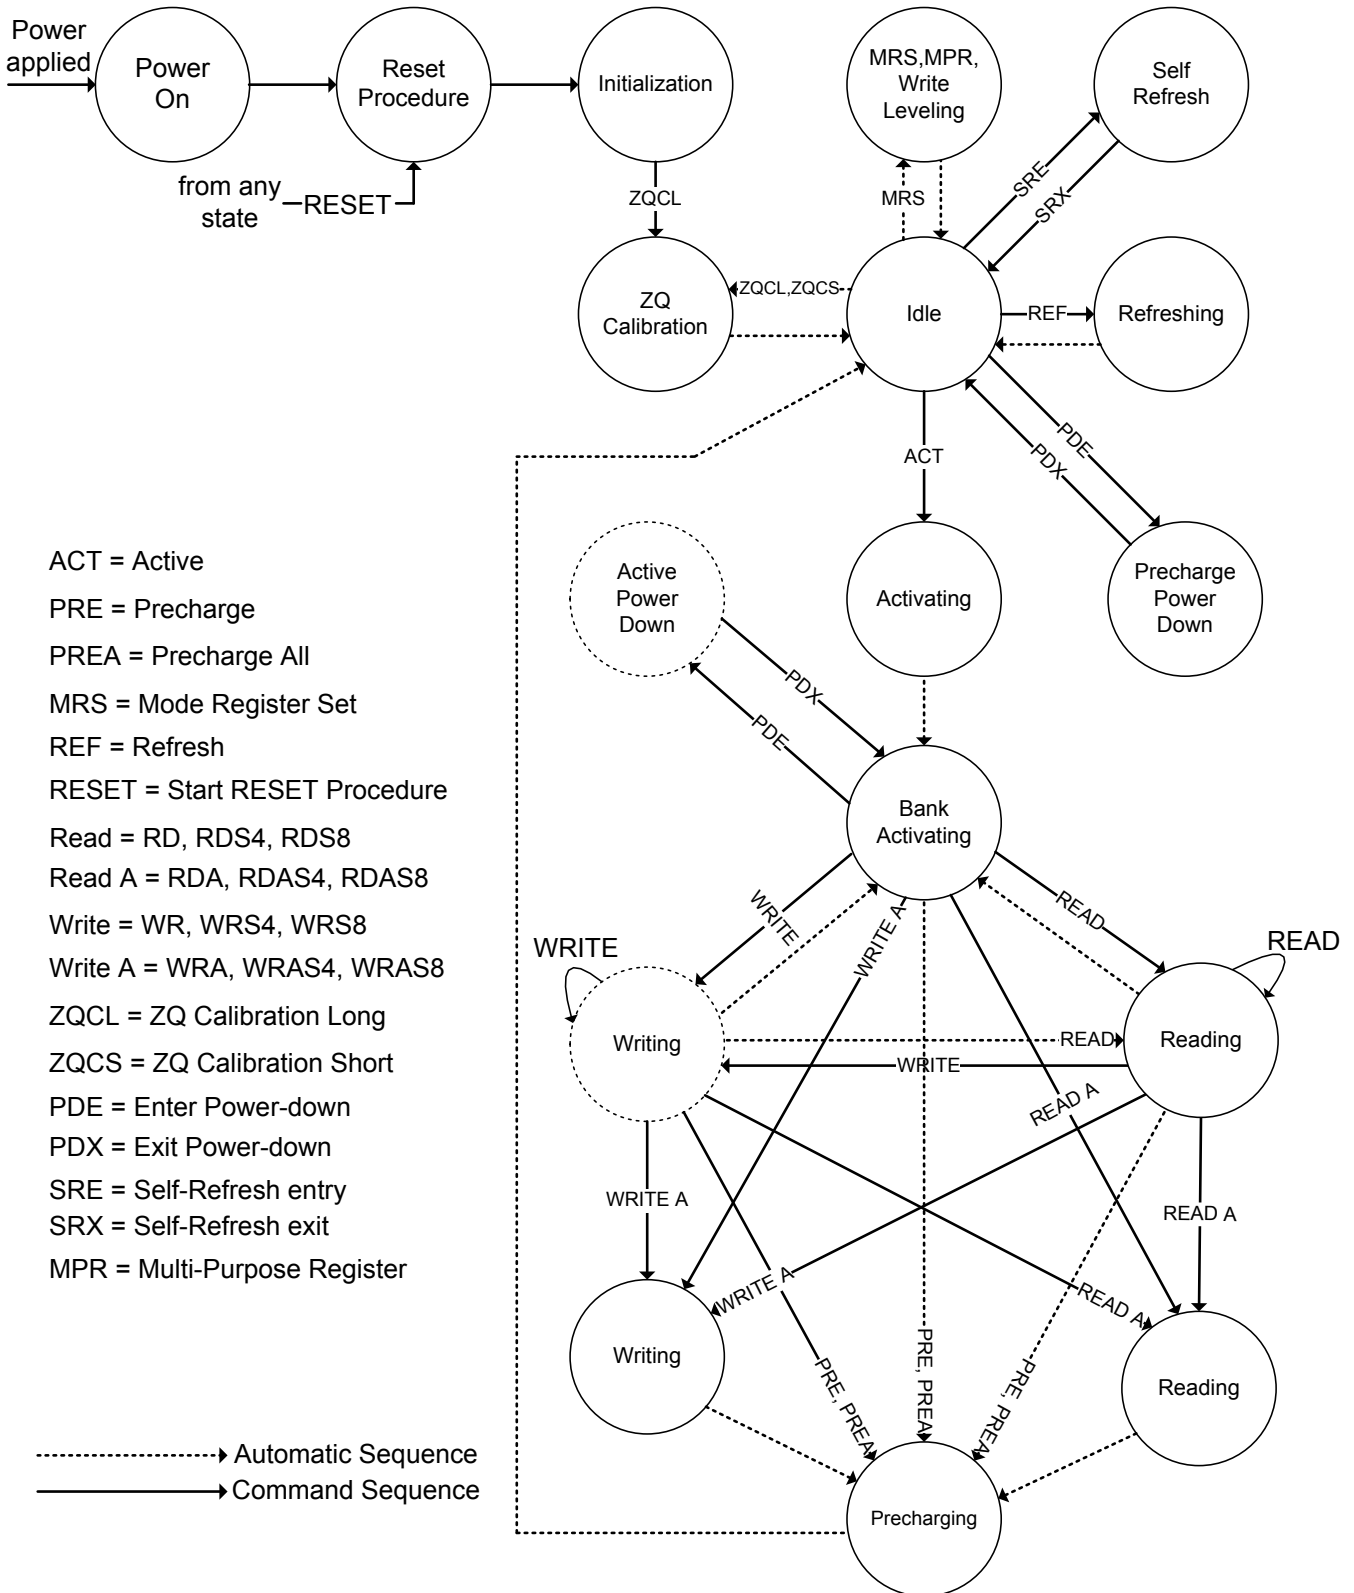 Power
applied
Power
On
Reset
Procedure
Initialization
MRS,MPR,
Write
Leveling
Self
Refresh
from any
state
RESET
ZQCL
MRS
SRE
SRX
ZQ
Calibration
ZQCL,ZQCS
Idle
REF
Refreshing
ACT
PDE
PDX
Active
Power
Down
Activating
Precharge
Power
Down
PDX
PDE
Bank
Activating
ACT = Active
PRE = Precharge
PREA = Precharge All
MRS = Mode Register Set
REF = Refresh
RESET = Start RESET Procedure
Read = RD, RDS4, RDS8
Read A = RDA, RDAS4, RDAS8
Write = WR, WRS4, WRS8
Write A = WRA, WRAS4, WRAS8
ZQCL = ZQ Calibration Long
ZQCS = ZQ Calibration Short
PDE = Enter Power-down
PDX = Exit Power-down
SRE = Self-Refresh entry
SRX = Self-Refresh exit
MPR = Multi-Purpose Register
WRITE
WRITE A
READ
WRITE
READ
Writing
READ
Reading
WRITE
READ A
WRITE A
READ A
WRITE A
READ A
Writing
PRE, PREA
PRE, PREA
PRE, PREA
Reading
Precharging
Automatic Sequence
Command Sequence